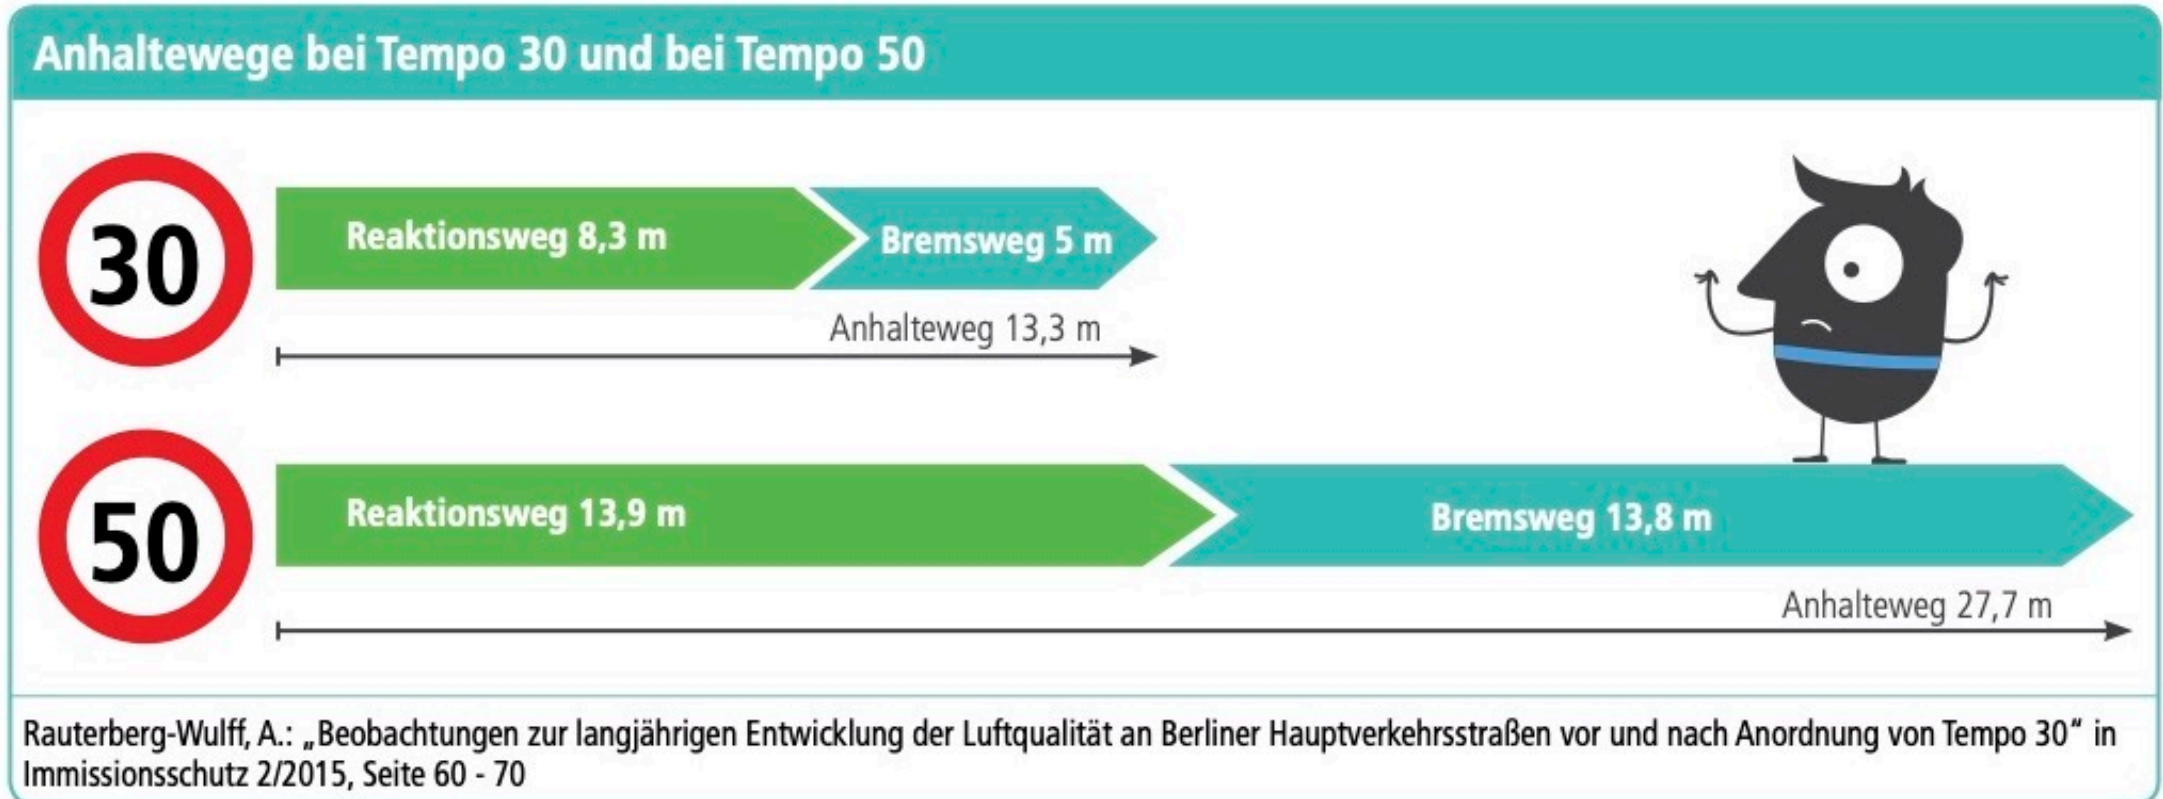 Anhaltewege bei Tempo 30 und bei Tempo 50
30
Reaktionsweg 8,3 m
Bremsweg 5 m
Anhalteweg 13,3 m
50
Reaktionsweg 13,9 m
Bremsweg 13,8 m
Anhalteweg 27,7 m
Rauterberg-Wulff, A.: „Beobachtungen zur langjährigen Entwicklung der Luftqualität an Berliner Hauptverkehrsstraßen vor und nach Anordnung von Tempo 30“ in
Immissionsschutz 2/2015, Seite 60 - 70